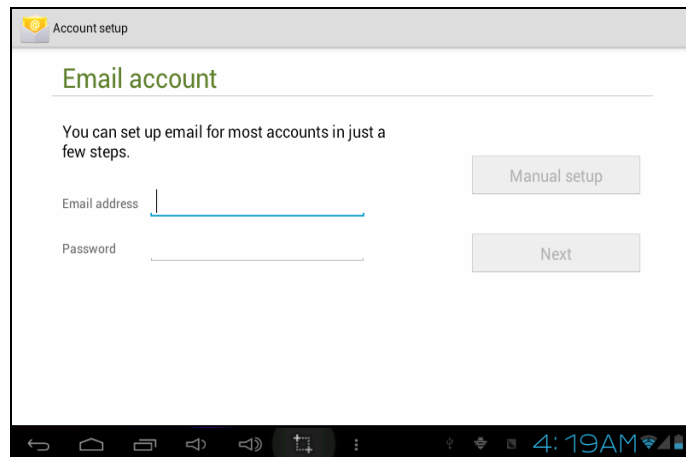 Account setup
Email account
You can set up email for most accounts in just a
few steps.
Manual setup
Email address
Password
Next
4:19AM